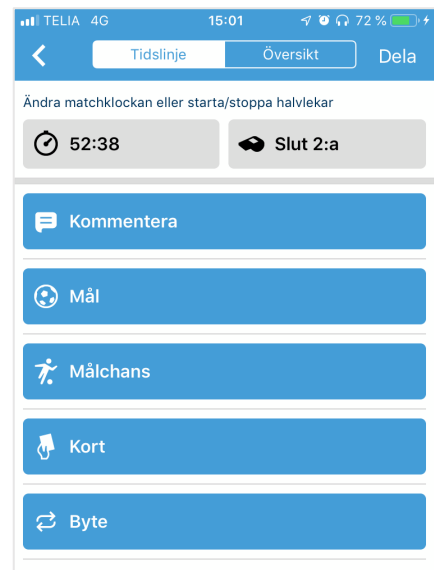 TELIA 4G 15:01 72 %
Tidslinje Översikt Dela
Ändra matchklockan eller starta/stoppa halvlekar
52:38 Slut 2:a
Kommentera
Mål
Målchans
Kort
Byte